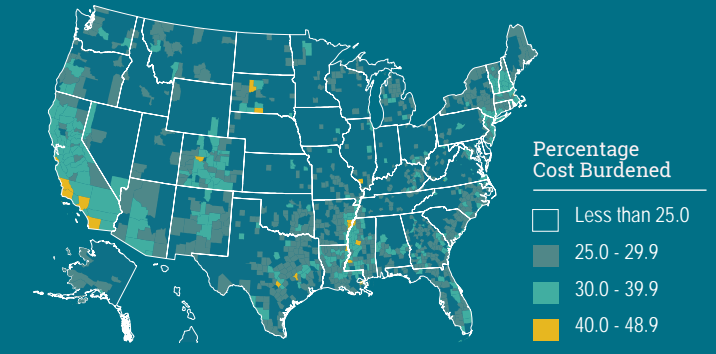 Percentage
Cost Burdened
Less than 25.0
25.0 - 29.9
30.0 - 39.9
40.0 - 48.9